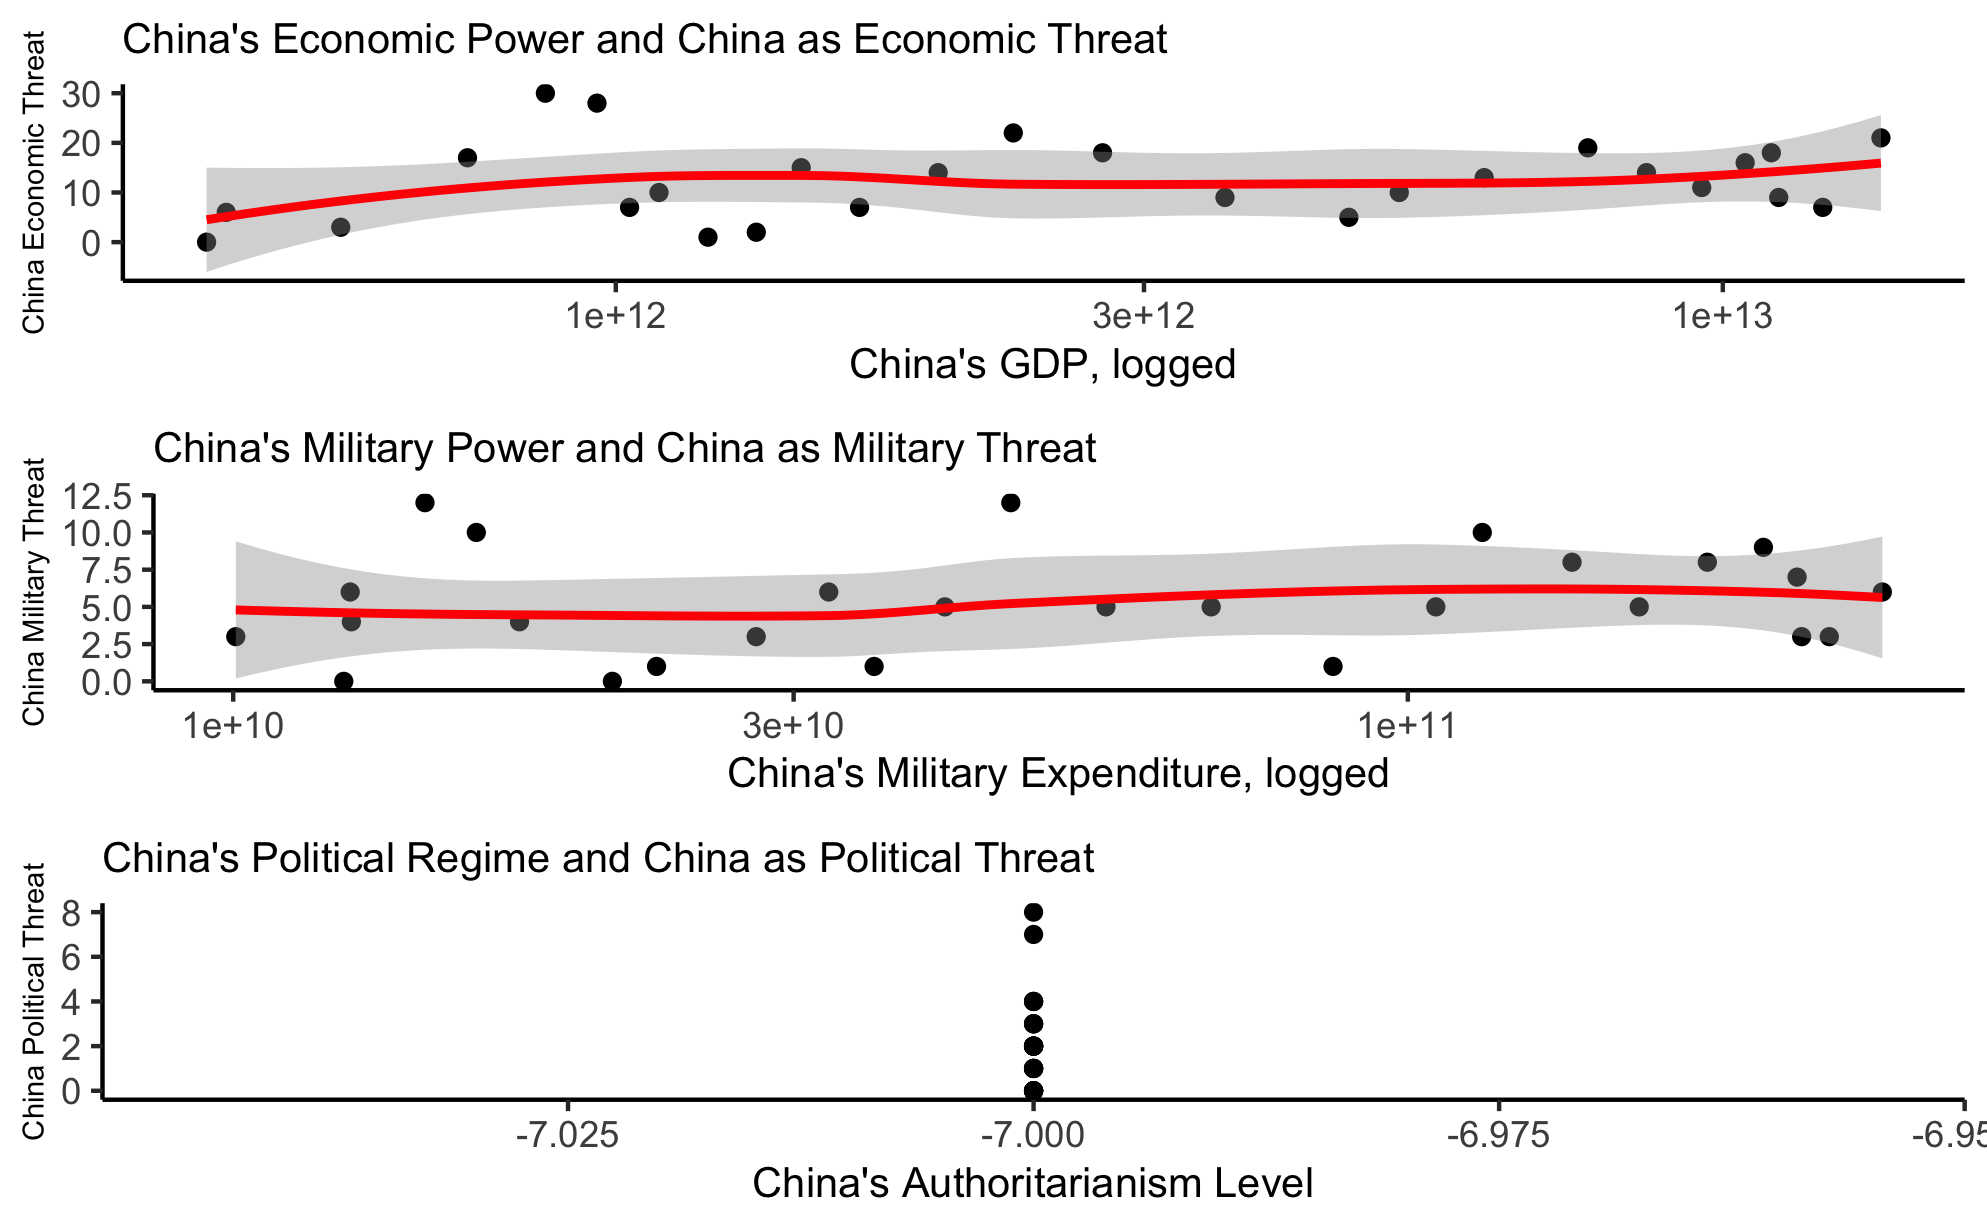 China's Economic Power and China as Economic Threat
China Economic Threat
30
20
10
0
1e+12 3e+12 1e+13
China's GDP, logged
China's Military Power and China as Military Threat
China Military Threat
12.5
10.0
7.5
5.0
2.5
0.0
1e+10 3e+10 1e+11
China's Military Expenditure, logged
China's Political Regime and China as Political Threat
China Political Threat
8
6
4
2
0
-7.025 -7.000 -6.975 -6.95
China's Authoritarianism Level